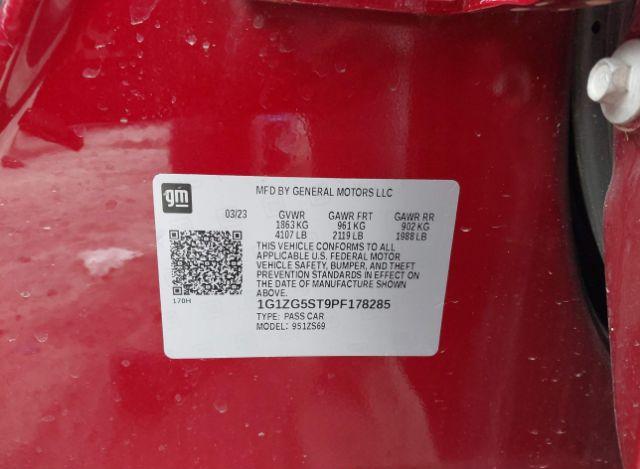 gm
MFD BY GENERAL MOTORS LLC
03/23 GVWR GAWR FRT GAWR RR
1863 KG 961 KG 902 KG
4107 LB 2119 LB 1988 LB
THIS VEHICLE CONFORMS TO ALL
APPLICABLE U.S. FEDERAL MOTOR
VEHICLE SAFETY, BUMPER, AND THEFT
PREVENTION STANDARDS IN EFFECT ON
THE DATE OF MANUFACTURE SHOWN
ABOVE.
170H
1G1ZG5ST9PF178285
TYPE: PASS CAR
MODEL: 951ZS69